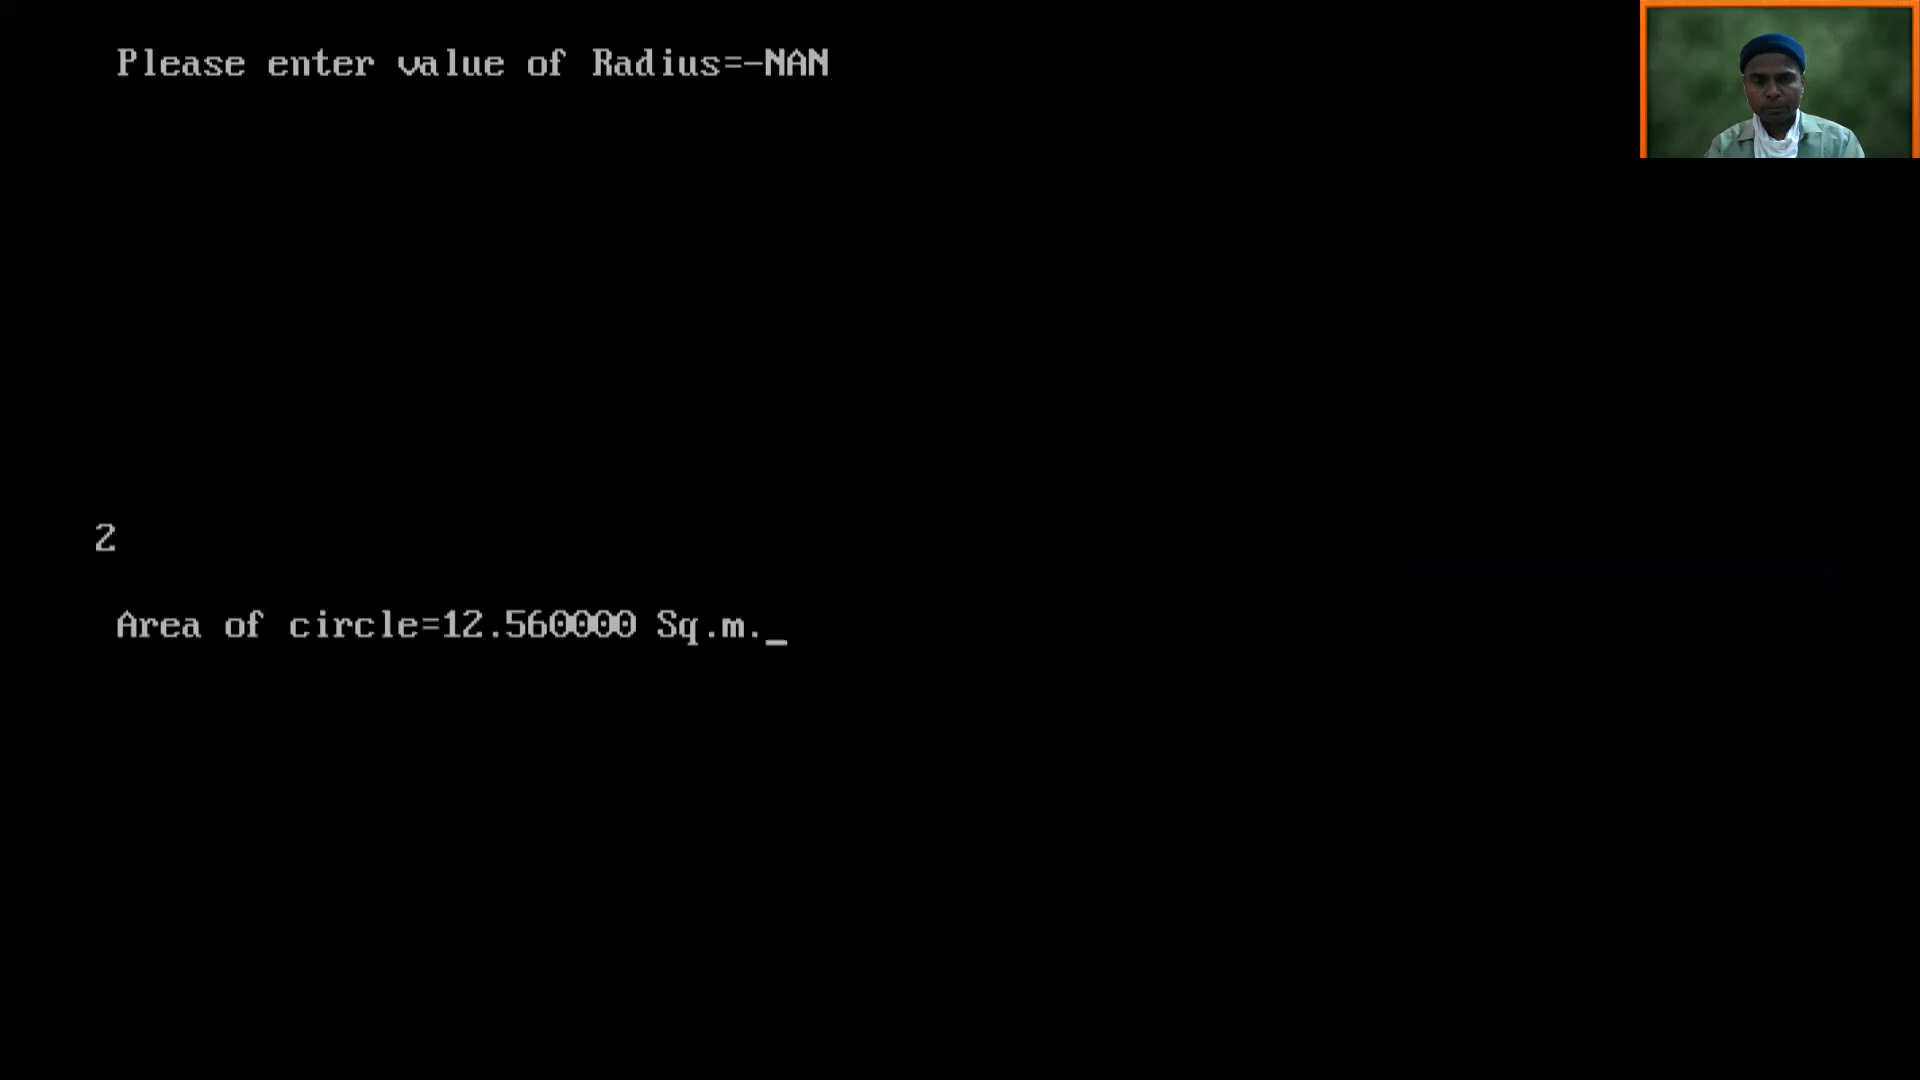 Please enter value of Radius=-NAN
2
Area of circle=12.560000 Sq.m._